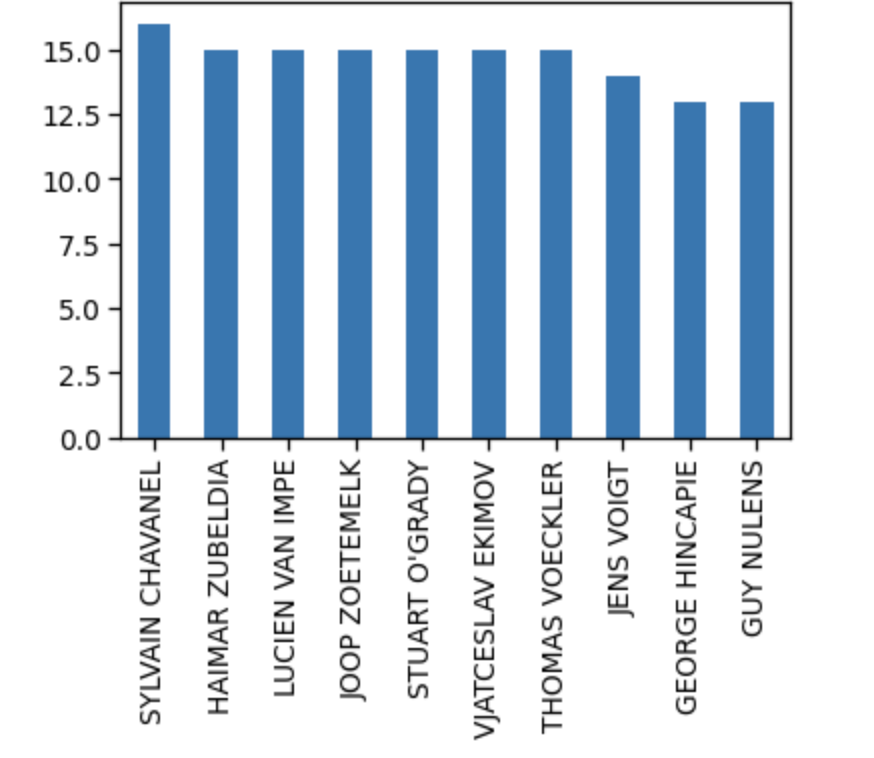 15.0
12.5
10.0
7.5
5.0
2.5
0.0
SYLVAIN CHAVANEL
HAIMAR ZUBELDIA
LUCIEN VAN IMPE
JOOP ZOETEMELK
STUART O'GRADY
VJATCESLAV EKIMOV
THOMAS VOECKLER
JENS VOIGT
GEORGE HINCAPIE
GUY NULENS